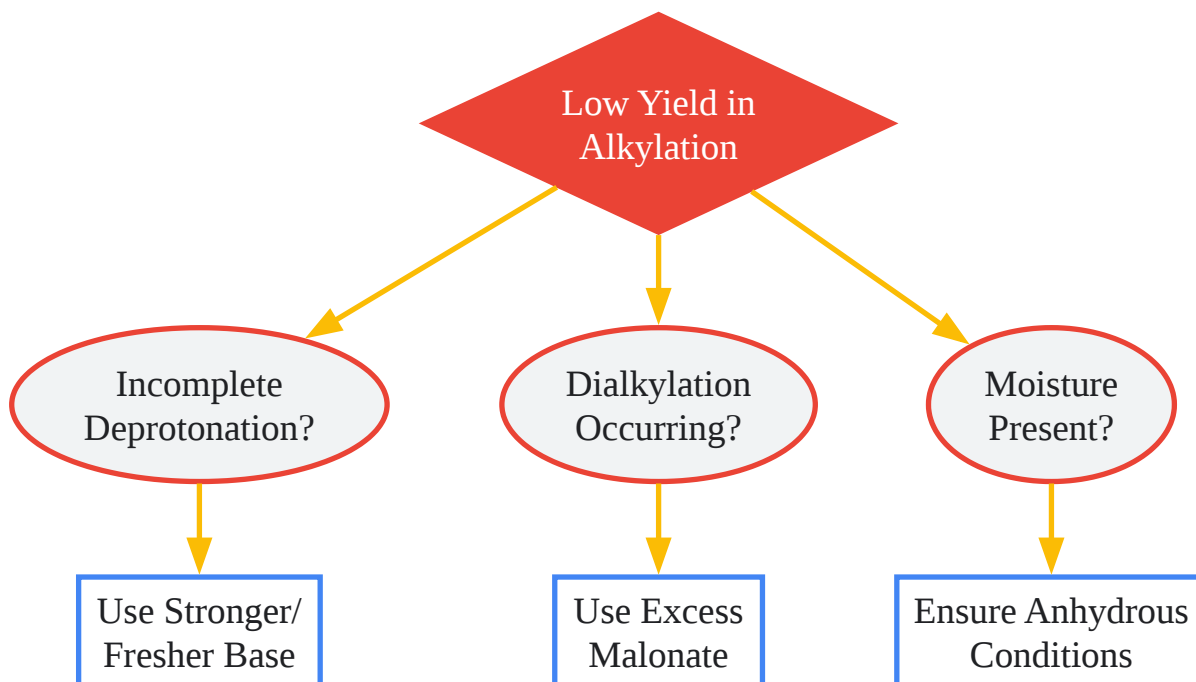 Low Yield in
Alkylation
Incomplete
Deprotonation?
Dialkylation
Occurring?
Moisture
Present?
Use Stronger/
Fresher Base
Use Excess
Malonate
Ensure Anhydrous
Conditions